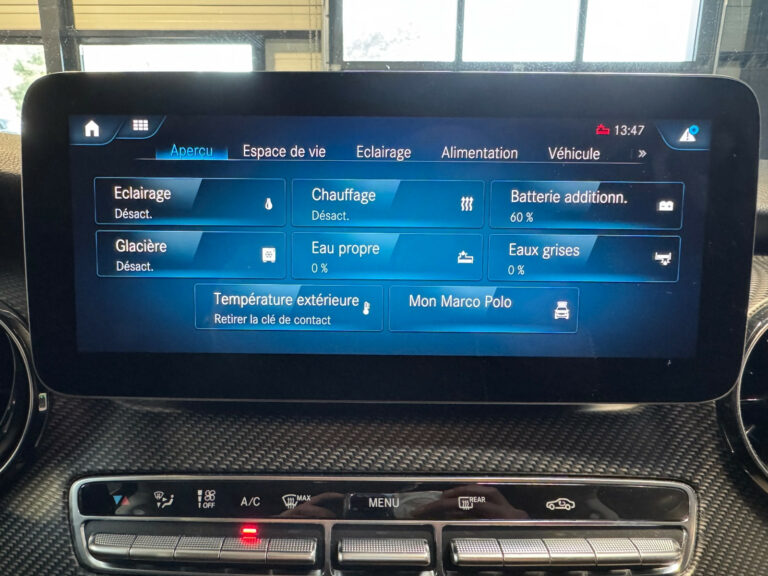 13:47
Aperçu Espace de vie Eclairage Alimentation Véhicule »
Eclairage
Désact.
Chauffage
Désact.
Batterie additionn.
60 %
Glacière
Désact.
Eau propre
0 %
Eaux grises
0 %
Température extérieure
Retirer la clé de contact
Mon Marco Polo
OFF A/C MAX MENU REAR